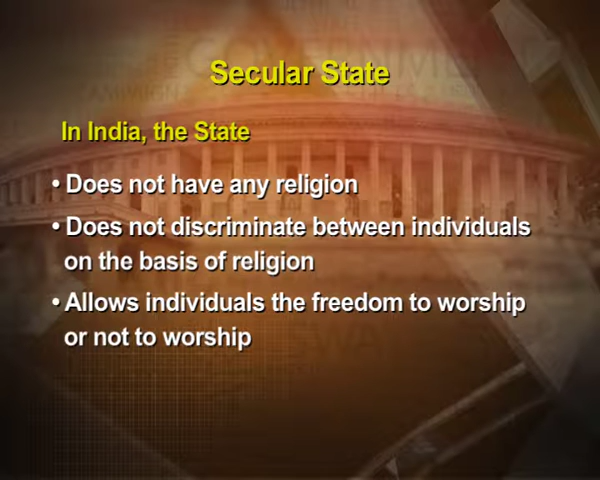 GOVERNME
Secular State
In India, the State
• Does not have any religion
• Does not discriminate between individuals
on the basis of religion
• Allows individuals the freedom to worship
or not to worship